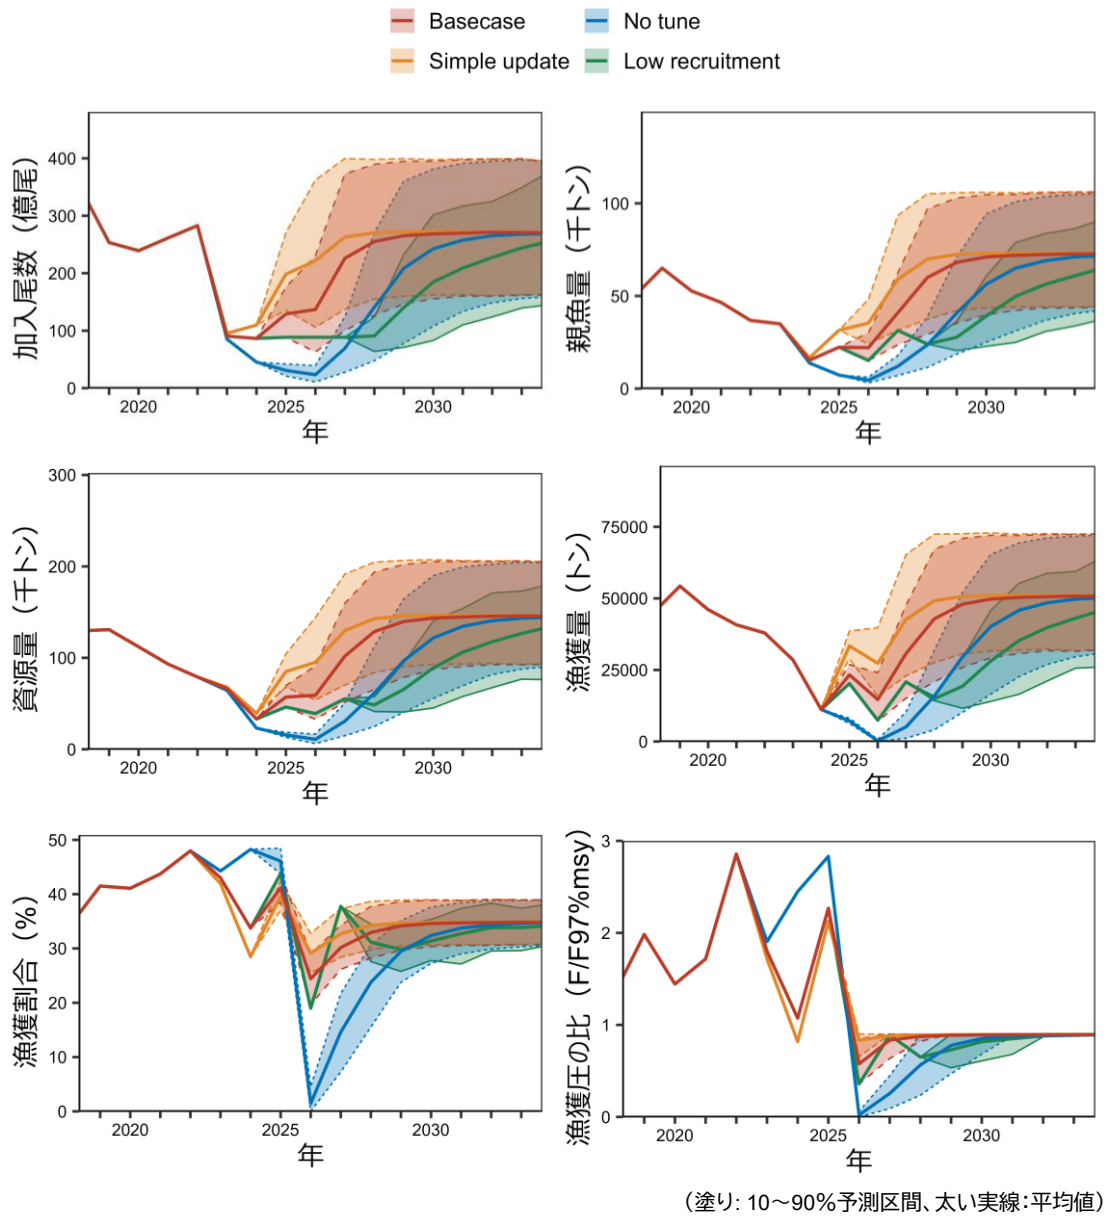 Basecase
No tune
Simple update
Low recruitment
加入尾数（億尾）
400
300
200
100
0
2020
2025
2030
年
親魚量（千トン）
100
50
0
2020
2025
2030
年
資源量（千トン）
300
200
100
0
2020
2025
2030
年
漁獲量（トン）
75000
50000
25000
0
2020
2025
2030
年
漁獲割合（%）
50
40
30
20
10
0
2020
2025
2030
年
漁獲圧の比（F/F97%msy）
3
2
1
0
2020
2025
2030
年
（塗り: 10～90%予測区間、太い実線：平均値）